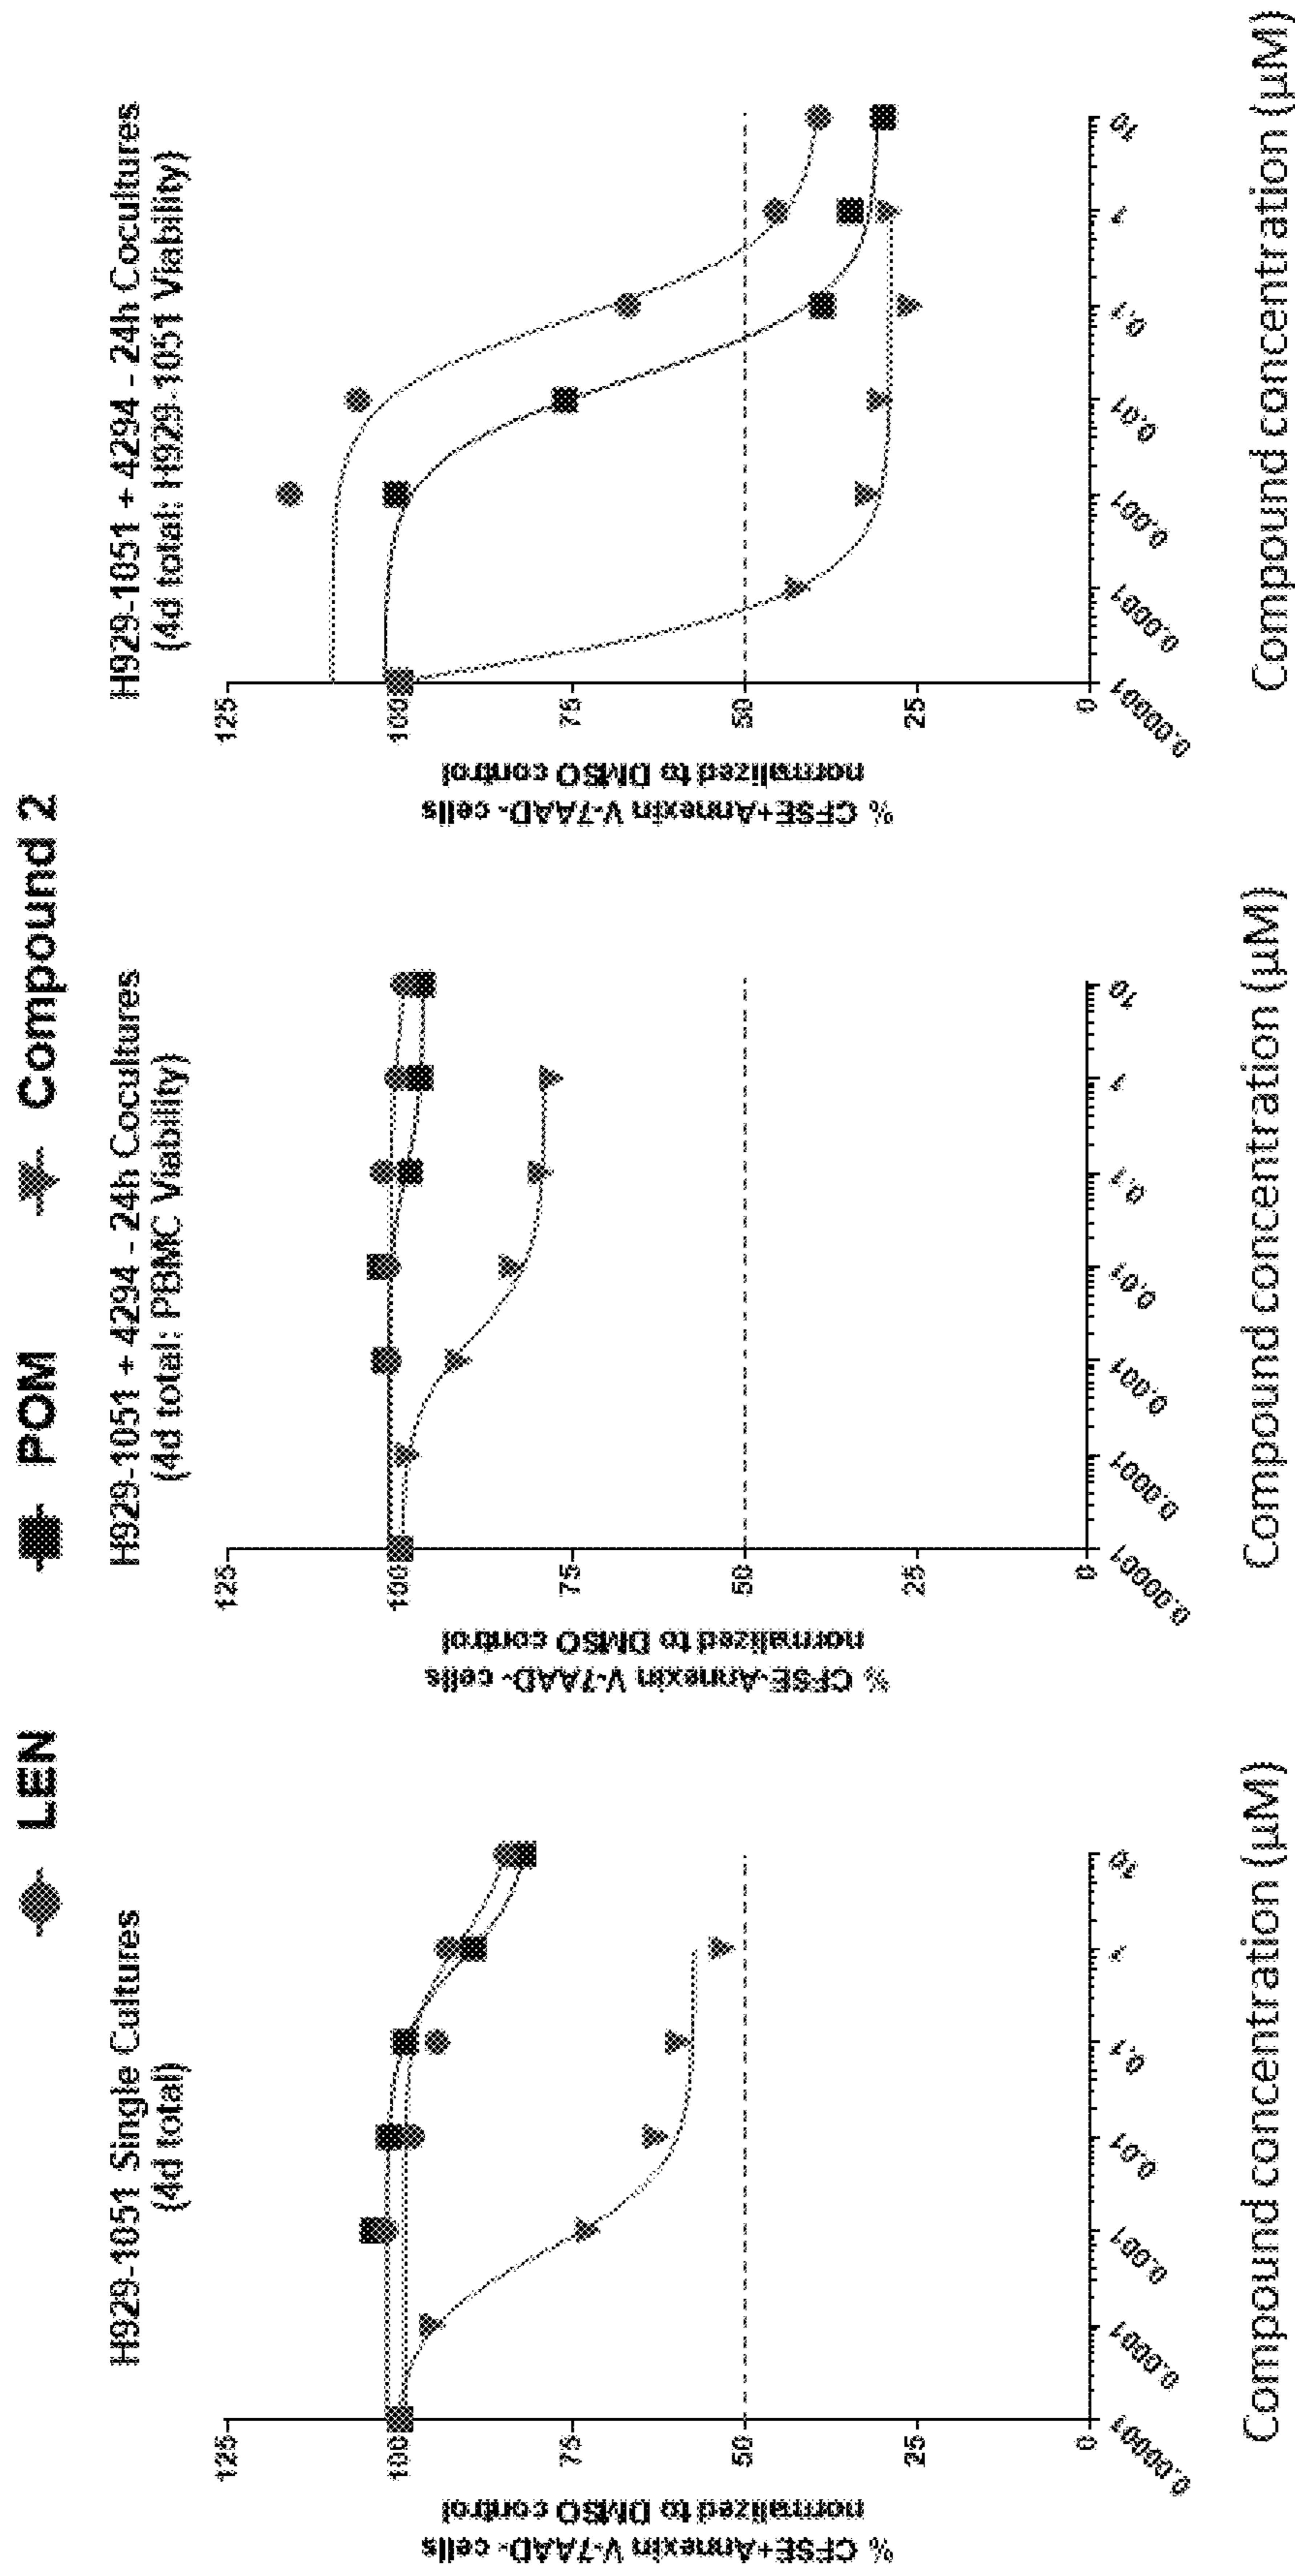 LEN
POM
Compound 2
H929-1051 Single Cultures
(4d total)
% CFSE+Annexin V-7AAD- cells
normalized to DMSO control
125
100
75
50
25
0
0.00001
0.0001
0.001
0.01
0.1
1
10
Compound concentration (µM)
H929-1051 + 4294 - 24h Cocultures
(4d total: PBMC Viability)
% CFSE-Annexin V-7AAD- cells
normalized to DMSO control
125
100
75
50
25
0
0.00001
0.0001
0.001
0.01
0.1
1
10
Compound concentration (µM)
H929-1051 + 4294 - 24h Cocultures
(4d total: H929-1051 Viability)
% CFSE+Annexin V-7AAD- cells
normalized to DMSO control
125
100
75
50
25
0
0.00001
0.0001
0.001
0.01
0.1
1
10
Compound concentration (µM)